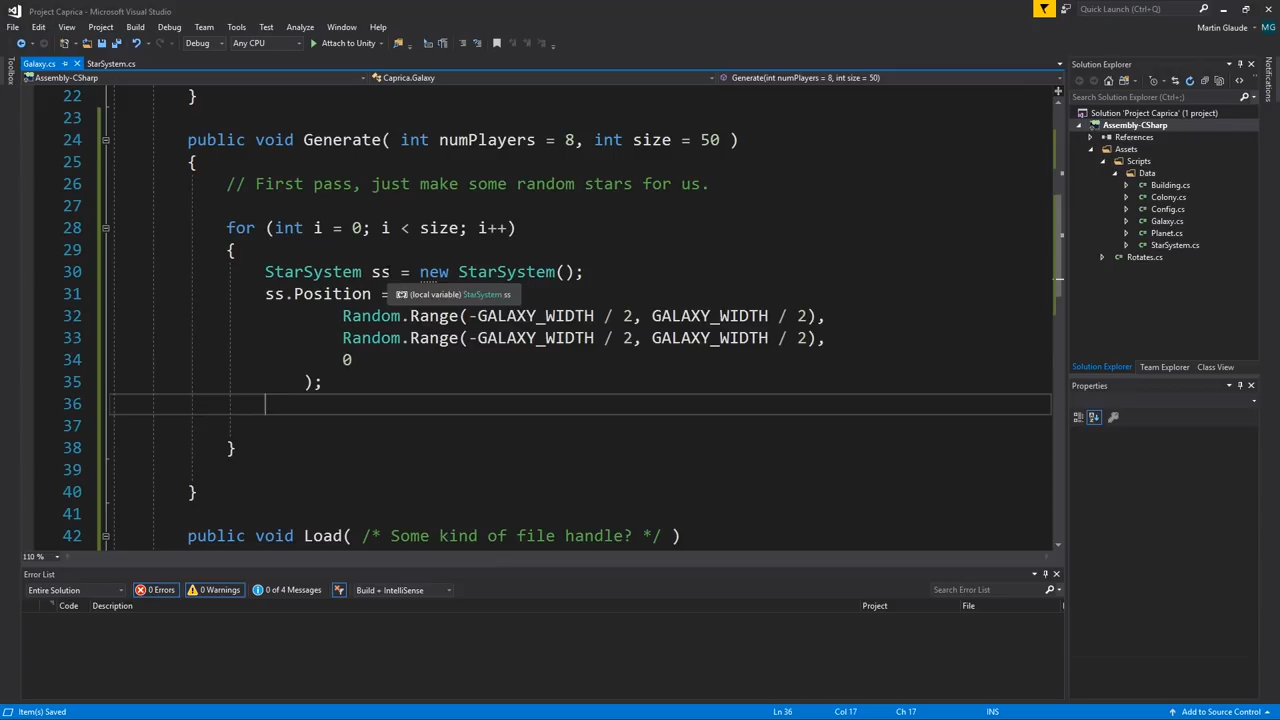 Project Caprica - Microsoft Visual Studio
Quick Launch (Ctrl+Q)
File Edit View Project Build Debug Team Tools Test Analyze Window Help
Martin Glaude MG
Debug Any CPU Attach to Unity
Toolbox
Galaxy.cs StarSystem.cs
Assembly-CSharp Caprica.Galaxy Generate(int numPlayers = 8, int size = 50)
22 }
23
24 public void Generate( int numPlayers = 8, int size = 50 )
25 {
26 // First pass, just make some random stars for us.
27
28 for (int i = 0; i < size; i++)
29 {
30 StarSystem ss = new StarSystem();
31 ss.Position =
(local variable) StarSystem ss
32 Random.Range(-GALAXY_WIDTH / 2, GALAXY_WIDTH / 2),
33 Random.Range(-GALAXY_WIDTH / 2, GALAXY_WIDTH / 2),
34 0
35 );
36
37
38 }
39
40 }
41
42 public void Load( /* Some kind of file handle? */ )
110 %
Error List
Entire Solution 0 Errors 0 Warnings 0 of 4 Messages Build + IntelliSense Search Error List
Code Description Project File
Solution Explorer
Search Solution Explorer (Ctrl+;)
Solution 'Project Caprica' (1 project)
Assembly-CSharp
References
Assets
Scripts
Data
Building.cs
Colony.cs
Config.cs
Galaxy.cs
Planet.cs
StarSystem.cs
Rotates.cs
Solution Explorer Team Explorer Class View
Properties
Notifications
Item(s) Saved Ln 36 Col 17 Ch 17 INS Add to Source Control